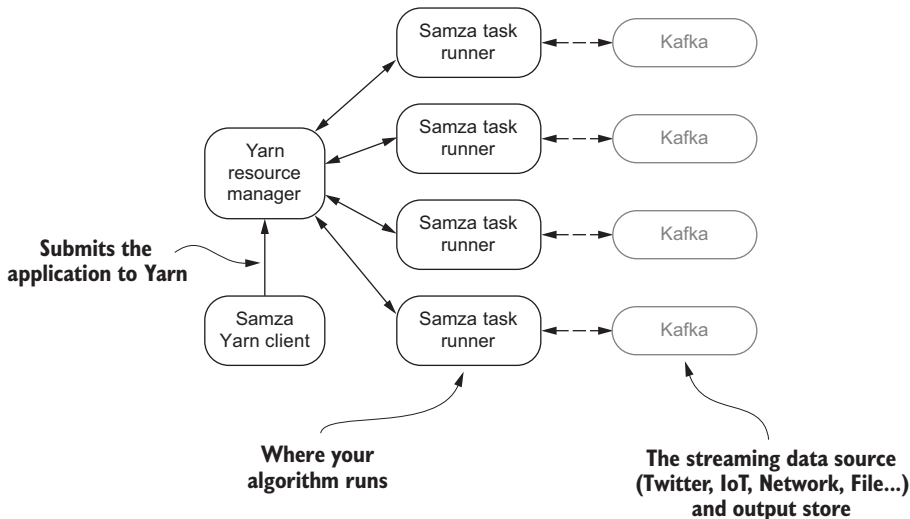 Samza task
runner
Kafka
Samza task
runner
Kafka
Yarn
resource
manager
Samza task
runner
Kafka
Submits the
application to Yarn
Samza
Yarn client
Samza task
runner
Kafka
Where your
algorithm runs
The streaming data source
(Twitter, IoT, Network, File...)
and output store